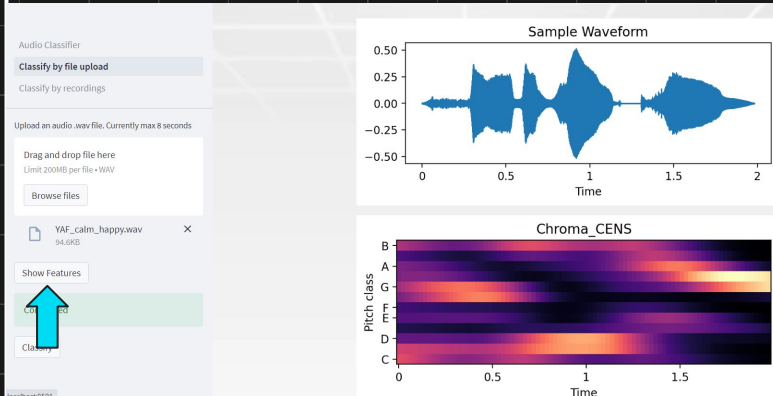 Audio Classifier
Classify by file upload
Classify by recordings
Upload an audio .wav file. Currently max 8 seconds
Drag and drop file here
Limit 200MB per file • WAV
Browse files
YAF_calm_happy.wav
94.6KB
Show Features
Classify
Sample Waveform
0.50
0.25
0.00
−0.25
−0.50
0 0.5 1 1.5 2
Time
Chroma_CENS
Pitch class
B
A
G
F
E
D
C
0 0.5 1 1.5
Time